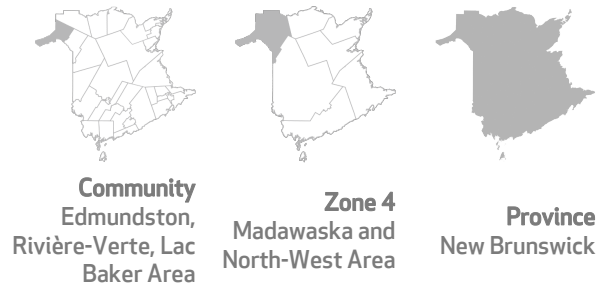 Community
Edmundston,
Rivière-Verte, Lac
Baker Area
Zone 4
Madawaska and
North-West Area
Province
New Brunswick